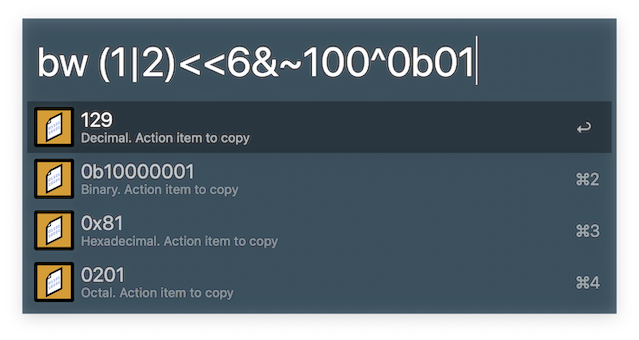 bw (1|2)<<6&~100^0b01
129
Decimal. Action item to copy
↩
0b10000001
Binary. Action item to copy
⌘2
0x81
Hexadecimal. Action item to copy
⌘3
0201
Octal. Action item to copy
⌘4